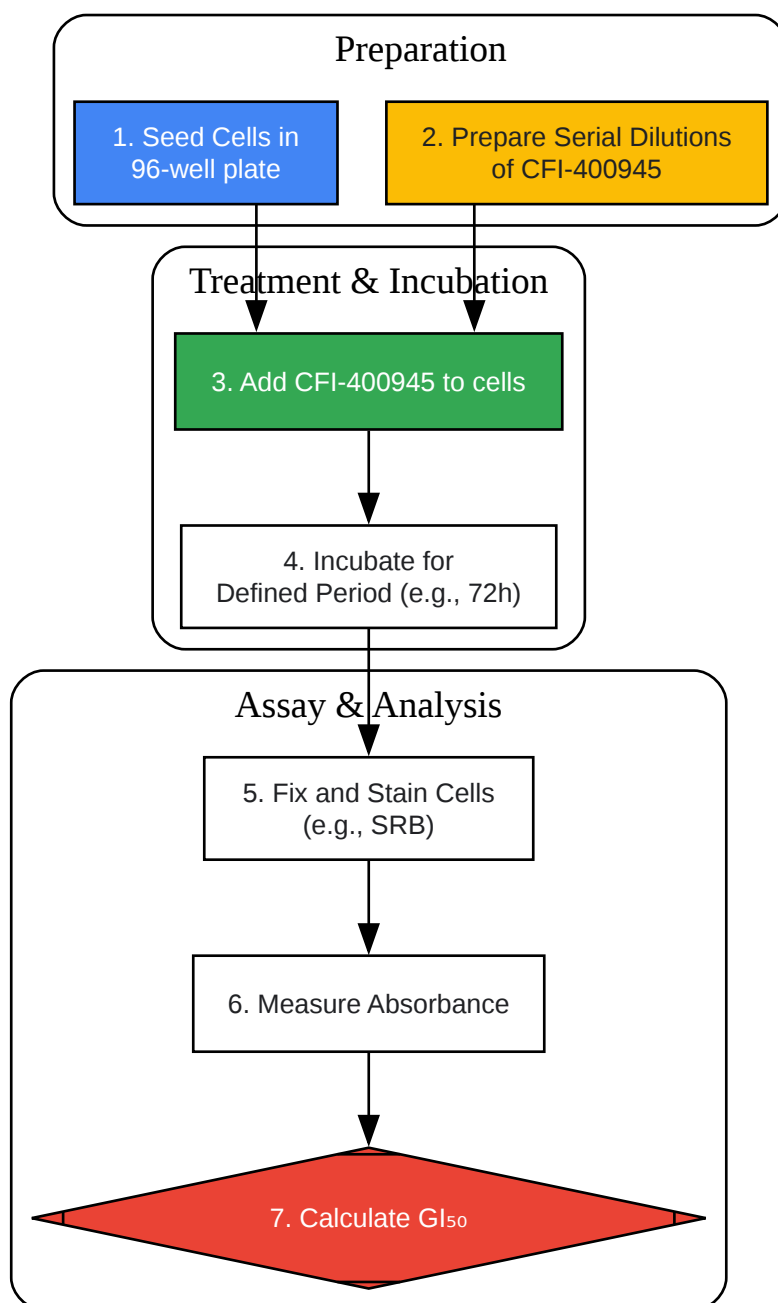 Preparation
1. Seed Cells in
96-well plate
2. Prepare Serial Dilutions
of CFI-400945
Treatment & Incubation
3. Add CFI-400945 to cells
4. Incubate for
Defined Period (e.g., 72h)
Assay & Analysis
5. Fix and Stain Cells
(e.g., SRB)
6. Measure Absorbance
7. Calculate GI₅₀